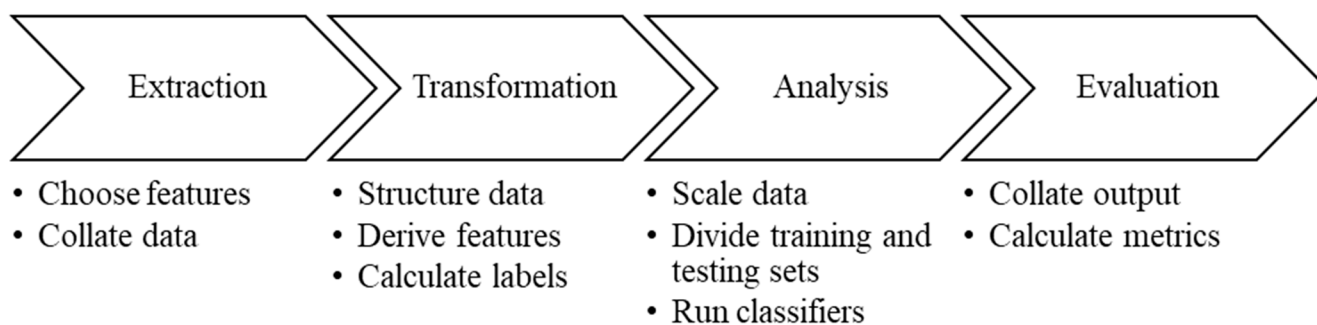 Extraction
Transformation
Analysis
Evaluation
• Choose features
• Collate data
• Structure data
• Derive features
• Calculate labels
• Scale data
• Divide training and
testing sets
• Run classifiers
• Collate output
• Calculate metrics